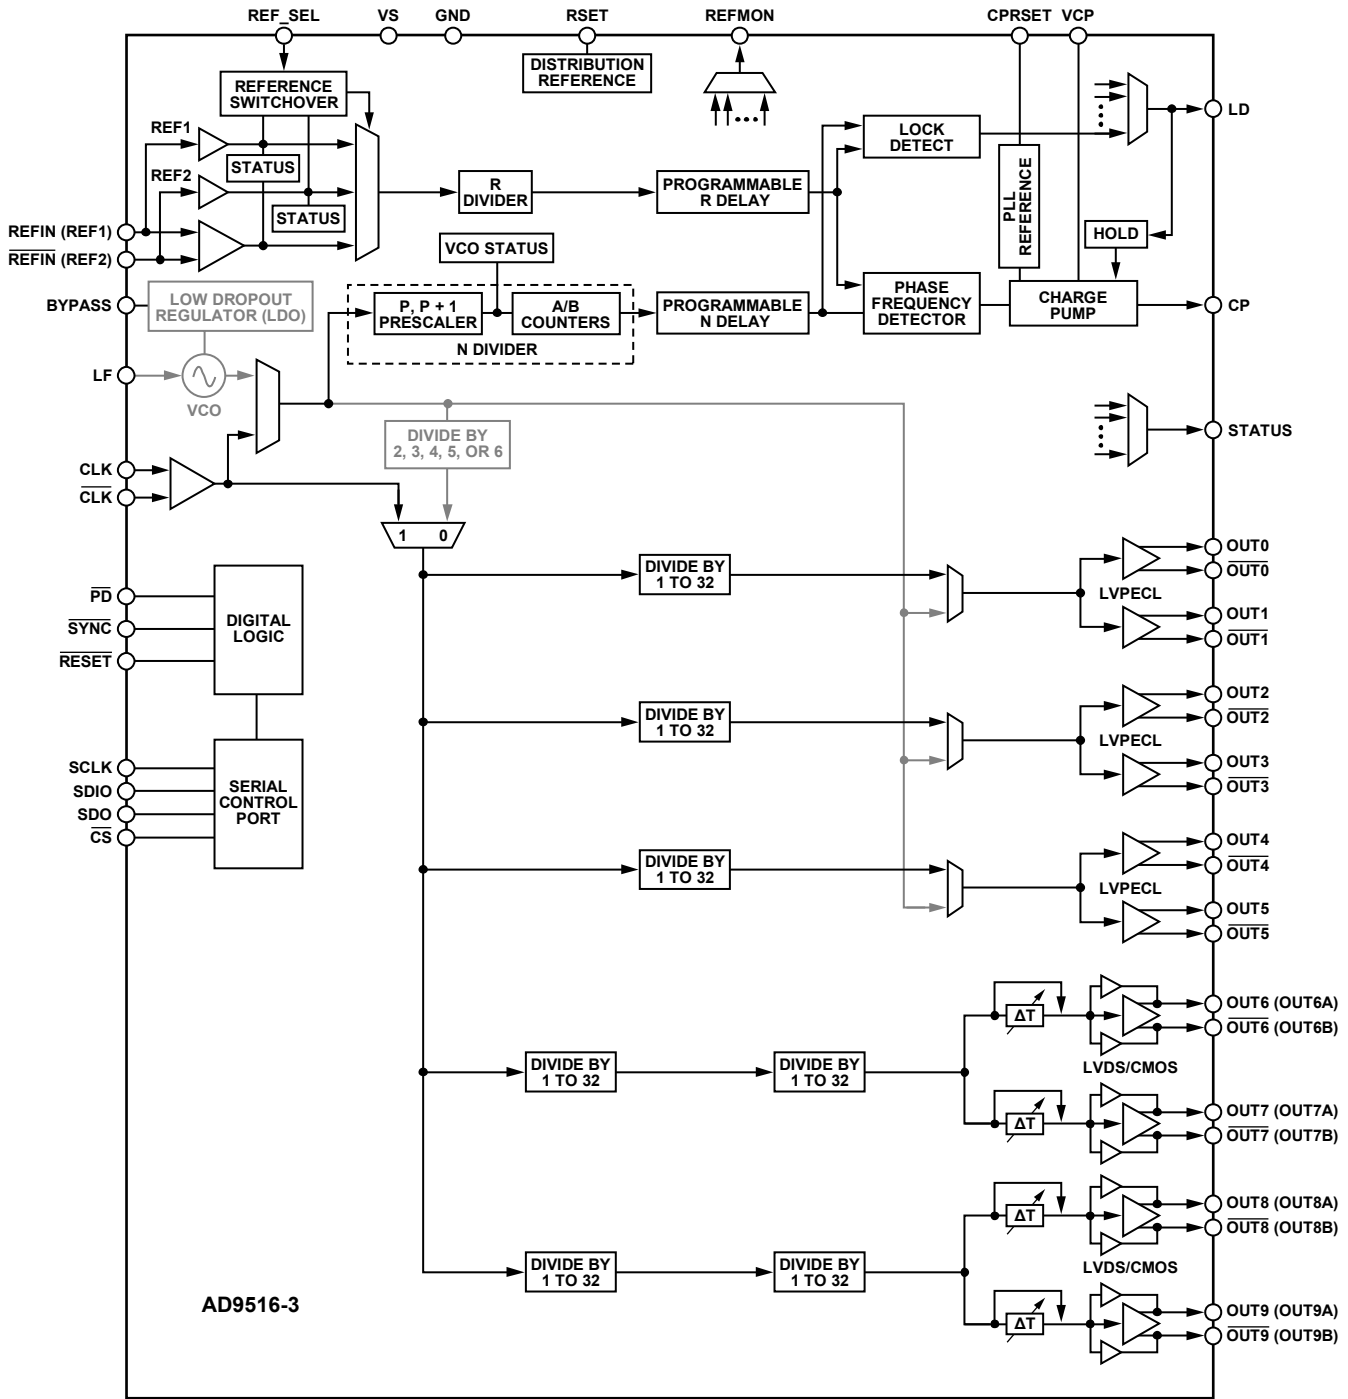 REF_SEL VS GND RSET REFMON CPRSET VCP
DISTRIBUTION
REFERENCE
REFERENCE
SWITCHOVER
REF1
STATUS
REF2
STATUS
REFIN (REF1)
REFIN (REF2)
R
DIVIDER
PROGRAMMABLE
R DELAY
LOCK
DETECT
LD
PLL
REFERENCE
HOLD
VCO STATUS
BYPASS
LOW DROPOUT
REGULATOR (LDO)
P, P + 1
PRESCALER
A/B
COUNTERS
N DIVIDER
PROGRAMMABLE
N DELAY
PHASE
FREQUENCY
DETECTOR
CHARGE
PUMP
CP
LF
VCO
DIVIDE BY
2, 3, 4, 5, OR 6
STATUS
CLK
CLK
1 0
PD
SYNC
RESET
DIGITAL
LOGIC
SCLK
SDIO
SDO
CS
SERIAL
CONTROL
PORT
DIVIDE BY
1 TO 32
LVPECL
OUT0
OUT0
OUT1
OUT1
DIVIDE BY
1 TO 32
LVPECL
OUT2
OUT2
OUT3
OUT3
DIVIDE BY
1 TO 32
LVPECL
OUT4
OUT4
OUT5
OUT5
DIVIDE BY
1 TO 32
DIVIDE BY
1 TO 32
ΔT
ΔT
LVDS/CMOS
OUT6 (OUT6A)
OUT6 (OUT6B)
OUT7 (OUT7A)
OUT7 (OUT7B)
DIVIDE BY
1 TO 32
DIVIDE BY
1 TO 32
ΔT
ΔT
LVDS/CMOS
OUT8 (OUT8A)
OUT8 (OUT8B)
OUT9 (OUT9A)
OUT9 (OUT9B)
AD9516-3